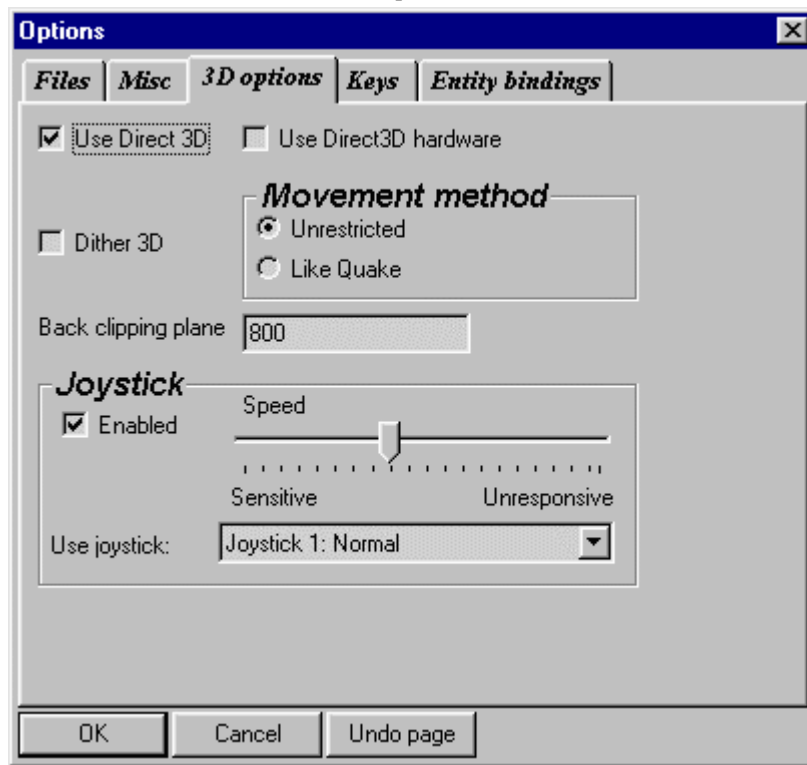 Options
Files Misc 3D options Keys Entity bindings
Use Direct 3D Use Direct3D hardware
Movement method
Unrestricted
Dither 3D
Like Quake
Back clipping plane 800
Joystick
Speed
Enabled
Sensitive Unresponsive
Use joystick: Joystick 1: Normal
OK Cancel Undo page